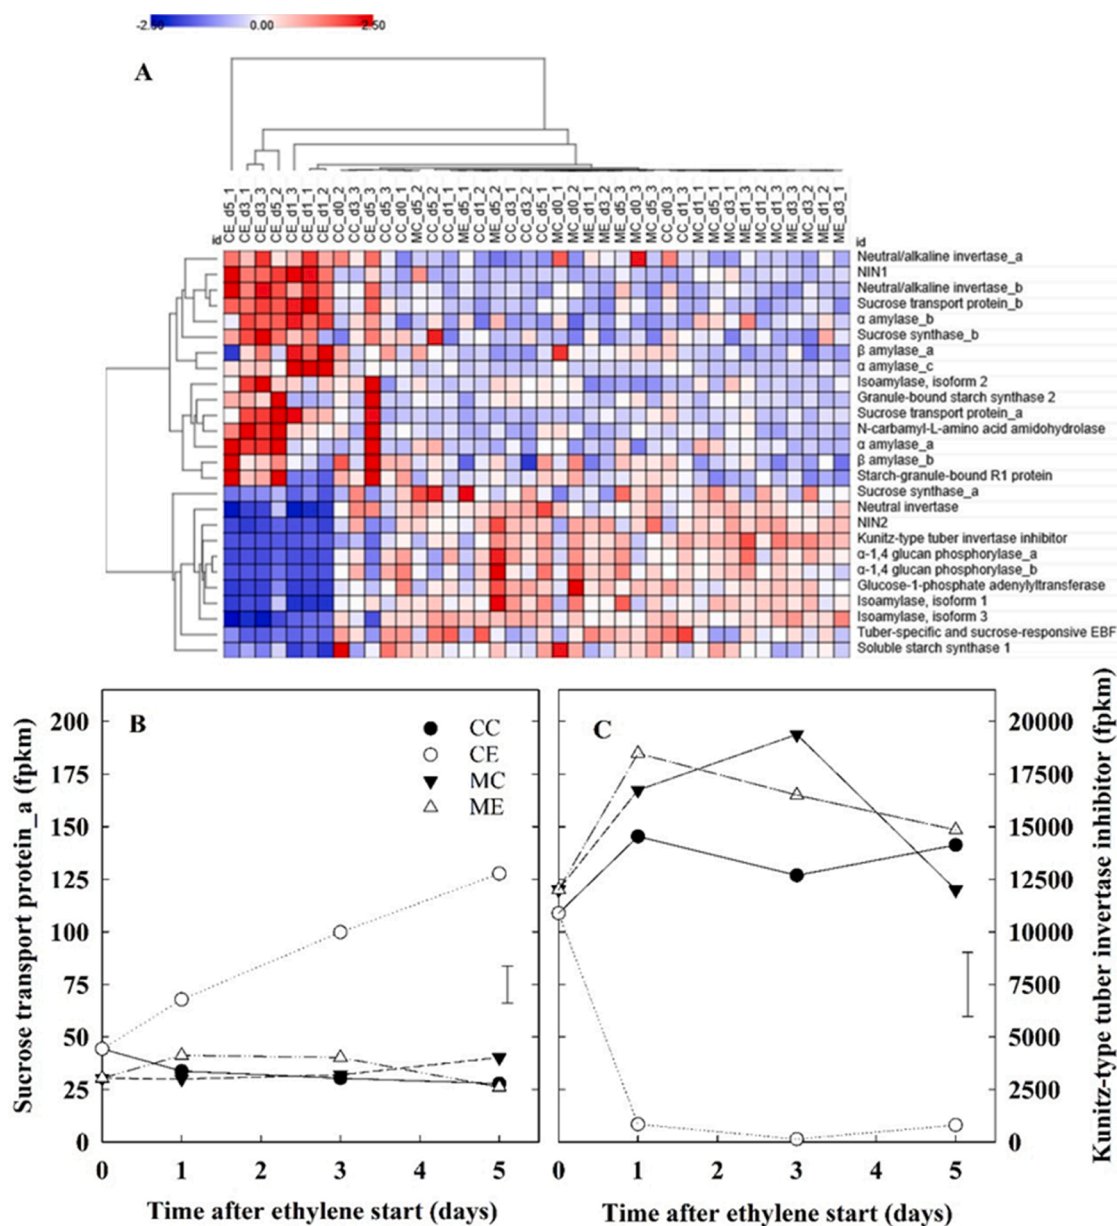 -2.50 0.00 2.50
A
CE_d5_1 CE_d3_1 CE_d3_3 CE_d5_2 CE_d1_3 CE_d1_1 CE_d1_2 CC_d0_2 CC_d3_3 CE_d5_3 CC_d5_3 CC_d0_1 MC_d5_2 CC_d5_2 CC_d5_1 ME_d5_1 CC_d1_2 ME_d5_2 CC_d3_1 CC_d3_2 CC_d1_1 MC_d0_1 MC_d0_2 ME_d1_1 ME_d3_2 ME_d5_3 MC_d0_3 MC_d5_3 CC_d0_3 CC_d1_3 MC_d1_1 MC_d5_1 MC_d3_1 ME_d1_3 MC_d1_2 MC_d3_2 ME_d3_3 MC_d3_3 ME_d1_2 ME_d3_1
id id
Neutral/alkaline invertase_a
NIN1
Neutral/alkaline invertase_b
Sucrose transport protein_b
α amylase_b
Sucrose synthase_b
β amylase_a
α amylase_c
Isoamylase, isoform 2
Granule-bound starch synthase 2
Sucrose transport protein_a
N-carbamyl-L-amino acid amidohydrolase
α amylase_a
β amylase_b
Starch-granule-bound R1 protein
Sucrose synthase_a
Neutral invertase
NIN2
Kunitz-type tuber invertase inhibitor
α-1,4 glucan phosphorylase_a
α-1,4 glucan phosphorylase_b
Glucose-1-phosphate adenylyltransferase
Isoamylase, isoform 1
Isoamylase, isoform 3
Tuber-specific and sucrose-responsive EBF
Soluble starch synthase 1
Sucrose transport protein_a (fpkm)
200
175
150
125
100
75
50
25
0
B
CC
CE
MC
ME
0 1 2 3 4 5
Time after ethylene start (days)
C
20000
17500
15000
12500
10000
7500
5000
2500
0
Kunitz-type tuber invertase inhibitor (fpkm)
0 1 2 3 4 5
Time after ethylene start (days)